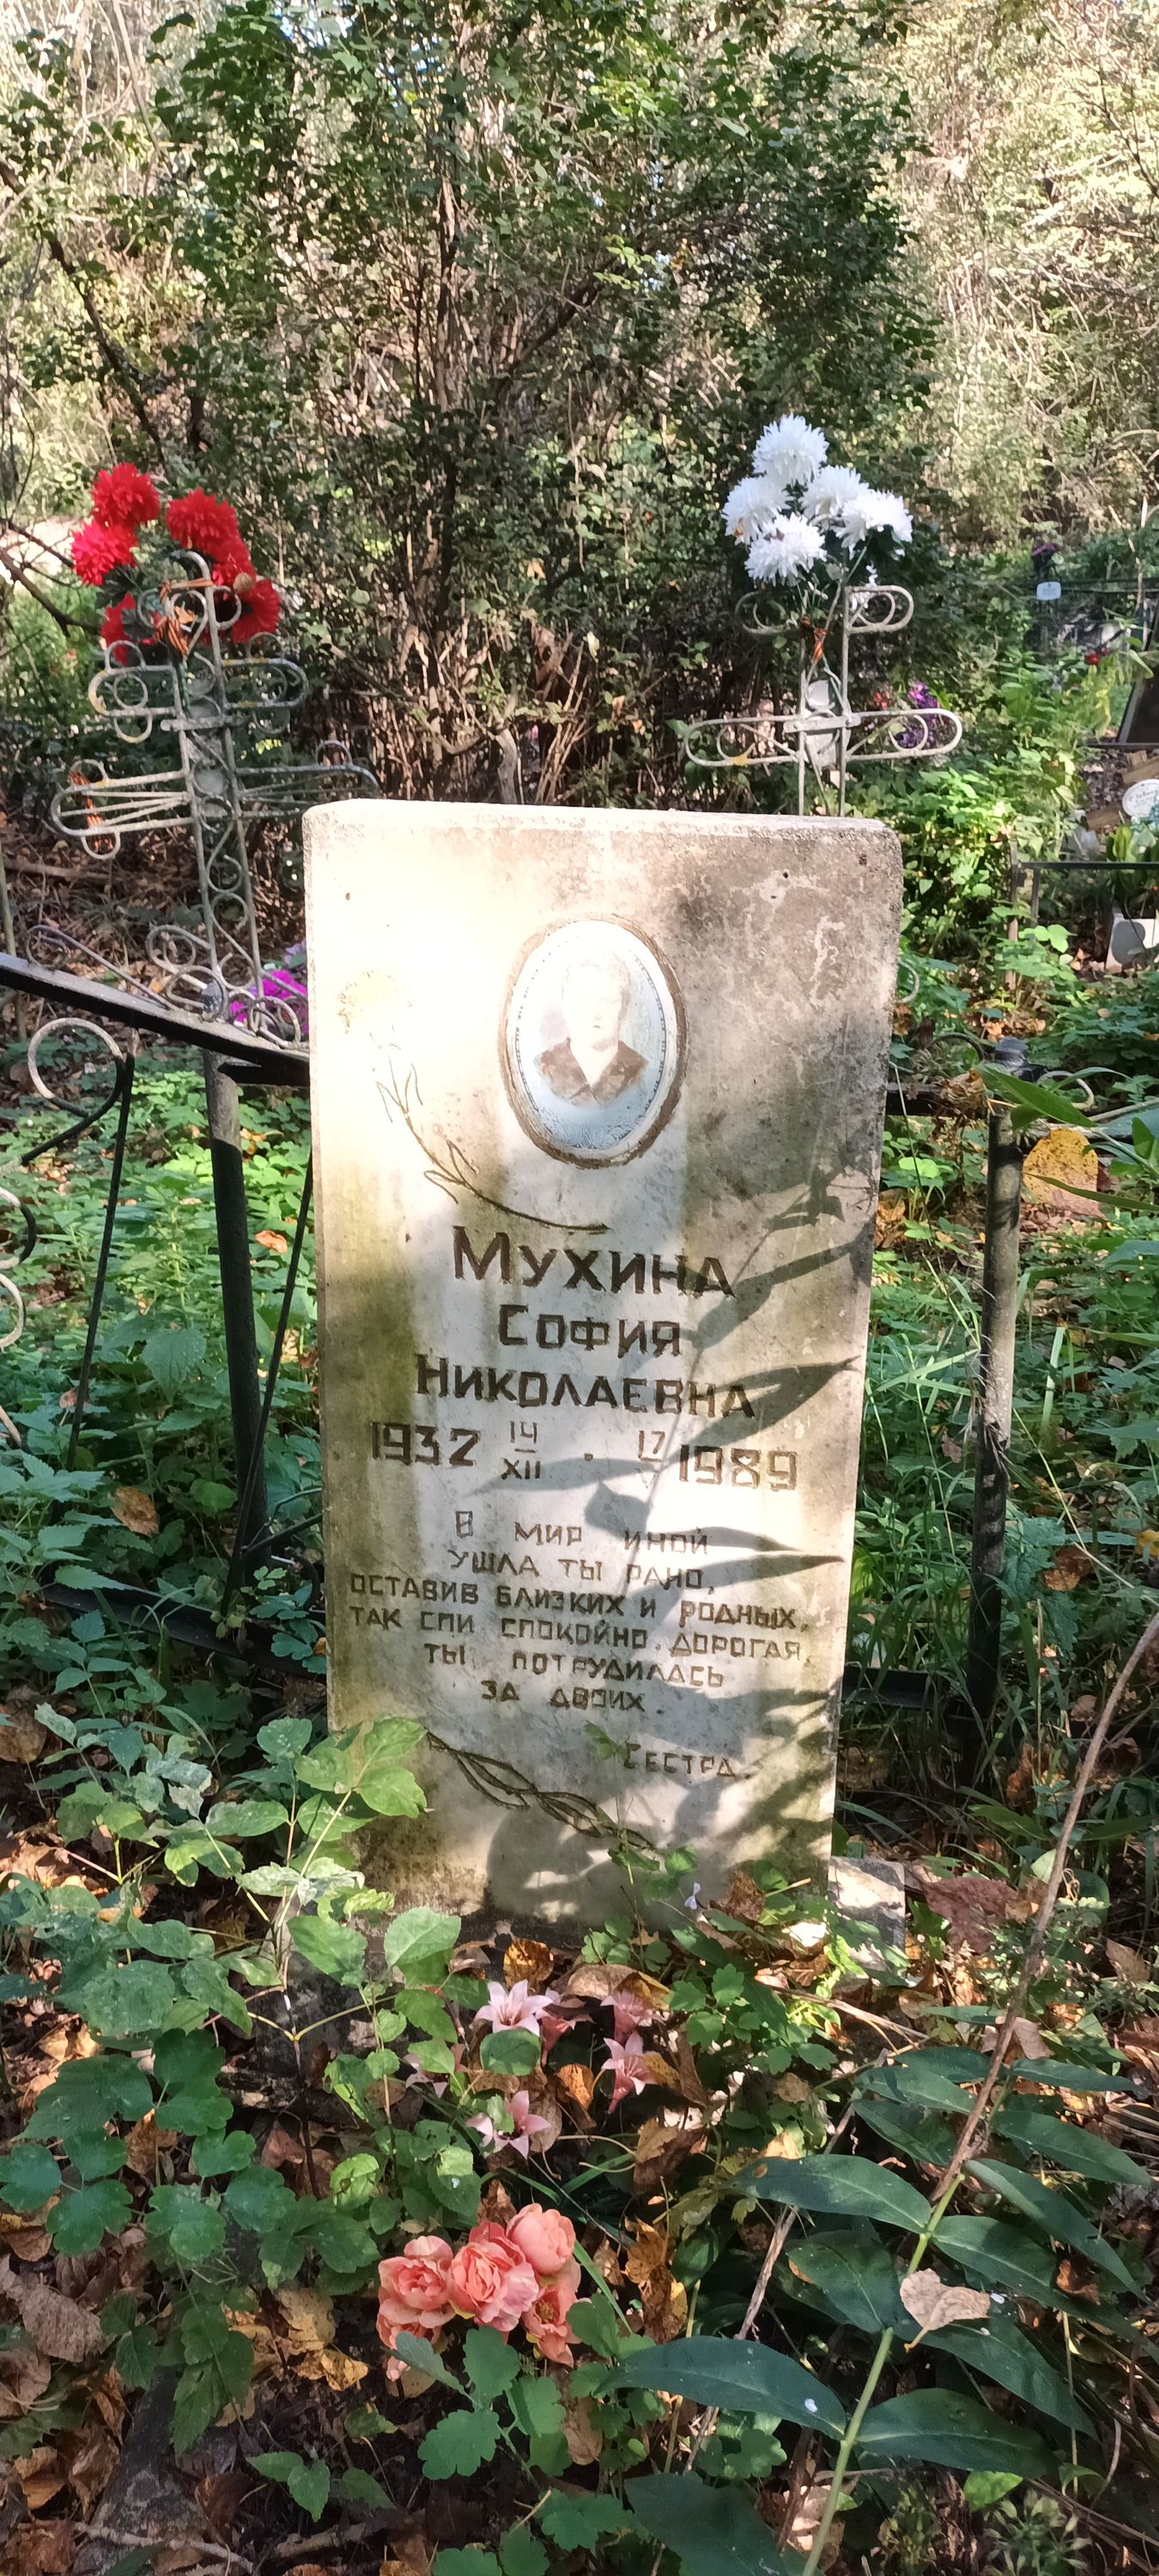 МУХИНА
СОФИЯ
НИКОЛАЕВНА
1932 14/XII · 17/V 1989
В МИР ИНОЙ
УШЛА ТЫ РАНО,
ОСТАВИВ БЛИЗКИХ И РОДНЫХ,
ТАК СПИ СПОКОЙНО, ДОРОГАЯ,
ТЫ ПОТРУДИЛАСЬ
ЗА ДВОИХ
СЕСТРА.